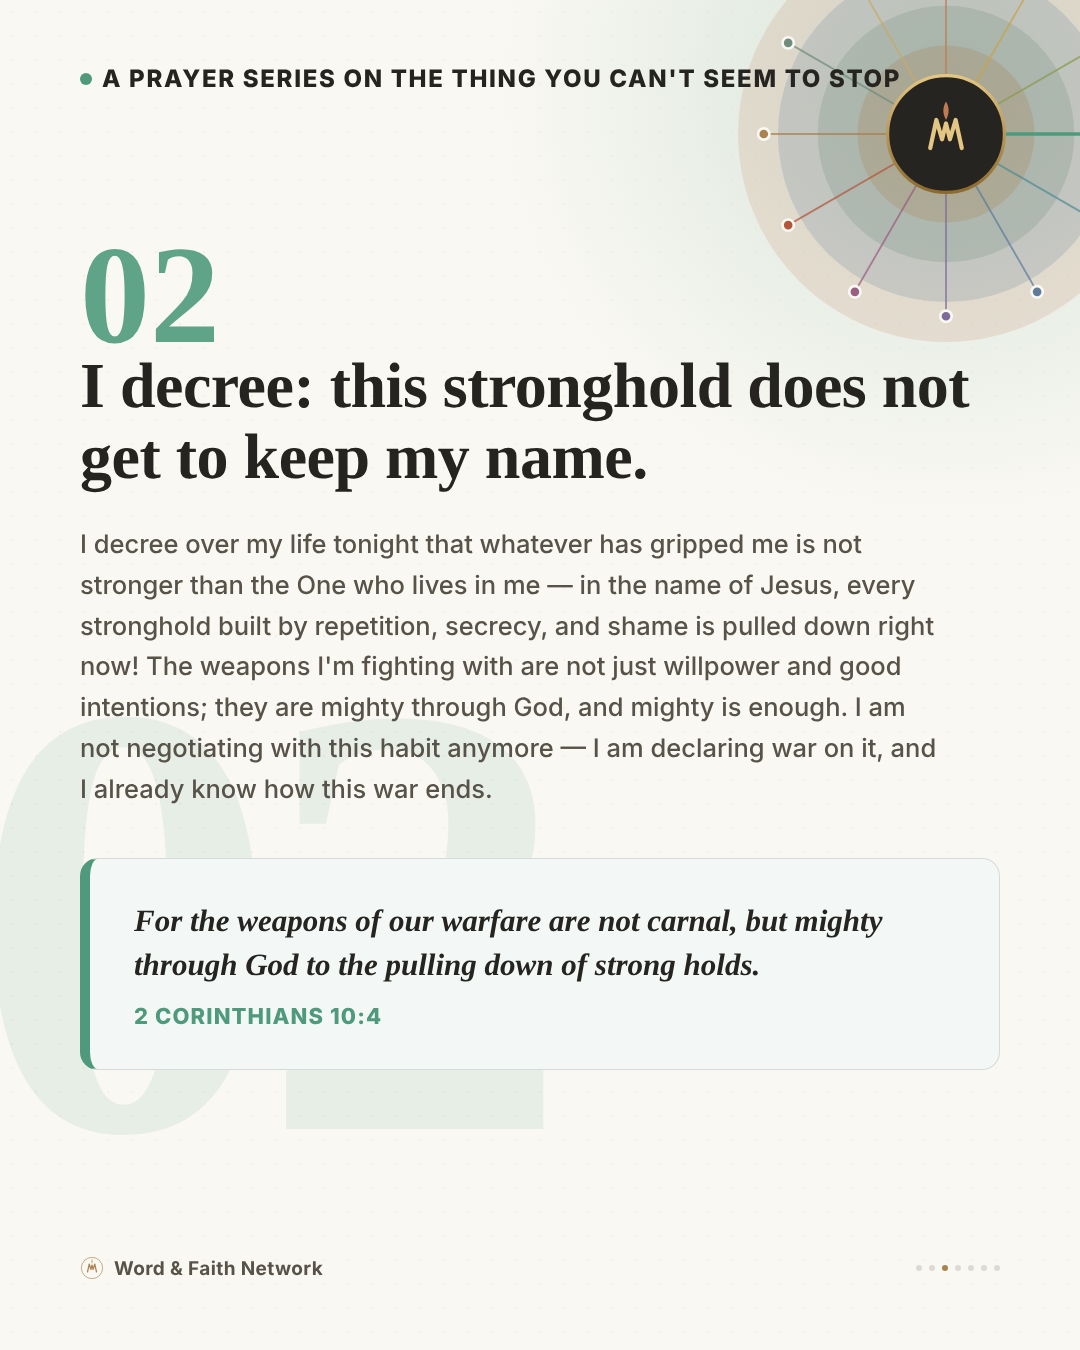 A PRAYER SERIES ON THE THING YOU CAN'T SEEM TO STOP
02
I decree: this stronghold does not
get to keep my name.
I decree over my life tonight that whatever has gripped me is not
stronger than the One who lives in me — in the name of Jesus, every
stronghold built by repetition, secrecy, and shame is pulled down right
now! The weapons I'm fighting with are not just willpower and good
intentions; they are mighty through God, and mighty is enough. I am
not negotiating with this habit anymore — I am declaring war on it, and
I already know how this war ends.
02
For the weapons of our warfare are not carnal, but mighty
through God to the pulling down of strong holds.
2 CORINTHIANS 10:4
Word & Faith Network